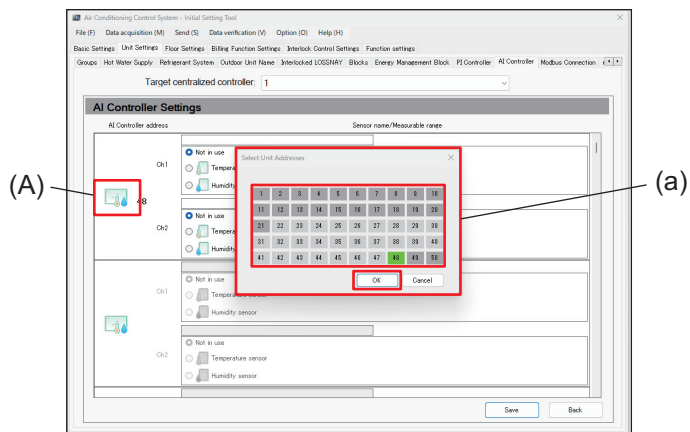 Air Conditioning Control System - Initial Setting Tool
File (F) Data acquisition (M) Send (S) Data verification (V) Option (O) Help (H)
Basic Settings Unit Settings Floor Settings Billing Function Settings Interlock Control Settings Function settings
Groups Hot Water Supply Refrigerant System Outdoor Unit Name Interlocked LOSSNAY Blocks Energy Management Block PI Controller AI Controller Modbus Connection
Target centralized controller: 1
AI Controller Settings
AI Controller address Sensor name/Measurable range
(A)
48
Ch1
Not in use
Tempera
Humidity
Ch2
Not in use
Tempera
Humidity
Select Unit Addresses
1 2 3 4 5 6 7 8 9 10
11 12 13 14 15 16 17 18 19 20
21 22 23 24 25 26 27 28 29 30
31 32 33 34 35 36 37 38 39 40
41 42 43 44 45 46 47 48 49 50
OK Cancel
(a)
Ch1
Not in use
Temperature sensor
Humidity sensor
Ch2
Not in use
Temperature sensor
Humidity sensor
Save Back